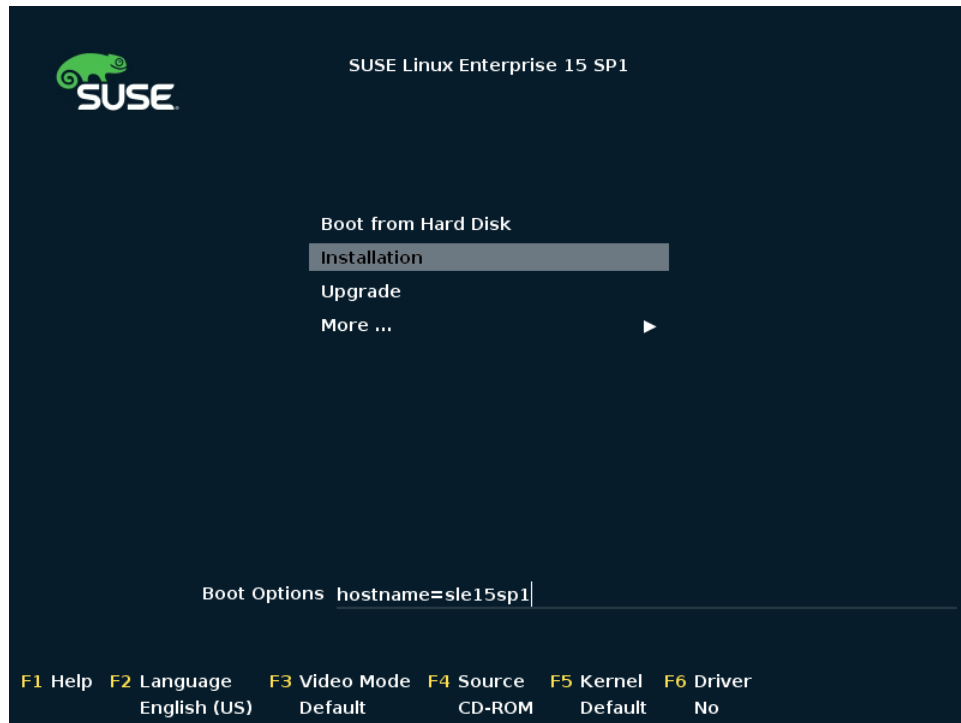 SUSE Linux Enterprise 15 SP1
SUSE.
Boot from Hard Disk
Installation
Upgrade
More ...
Boot Options hostname=sle15sp1
F1 Help F2 Language F3 Video Mode F4 Source F5 Kernel F6 Driver
English (US) Default CD-ROM Default No